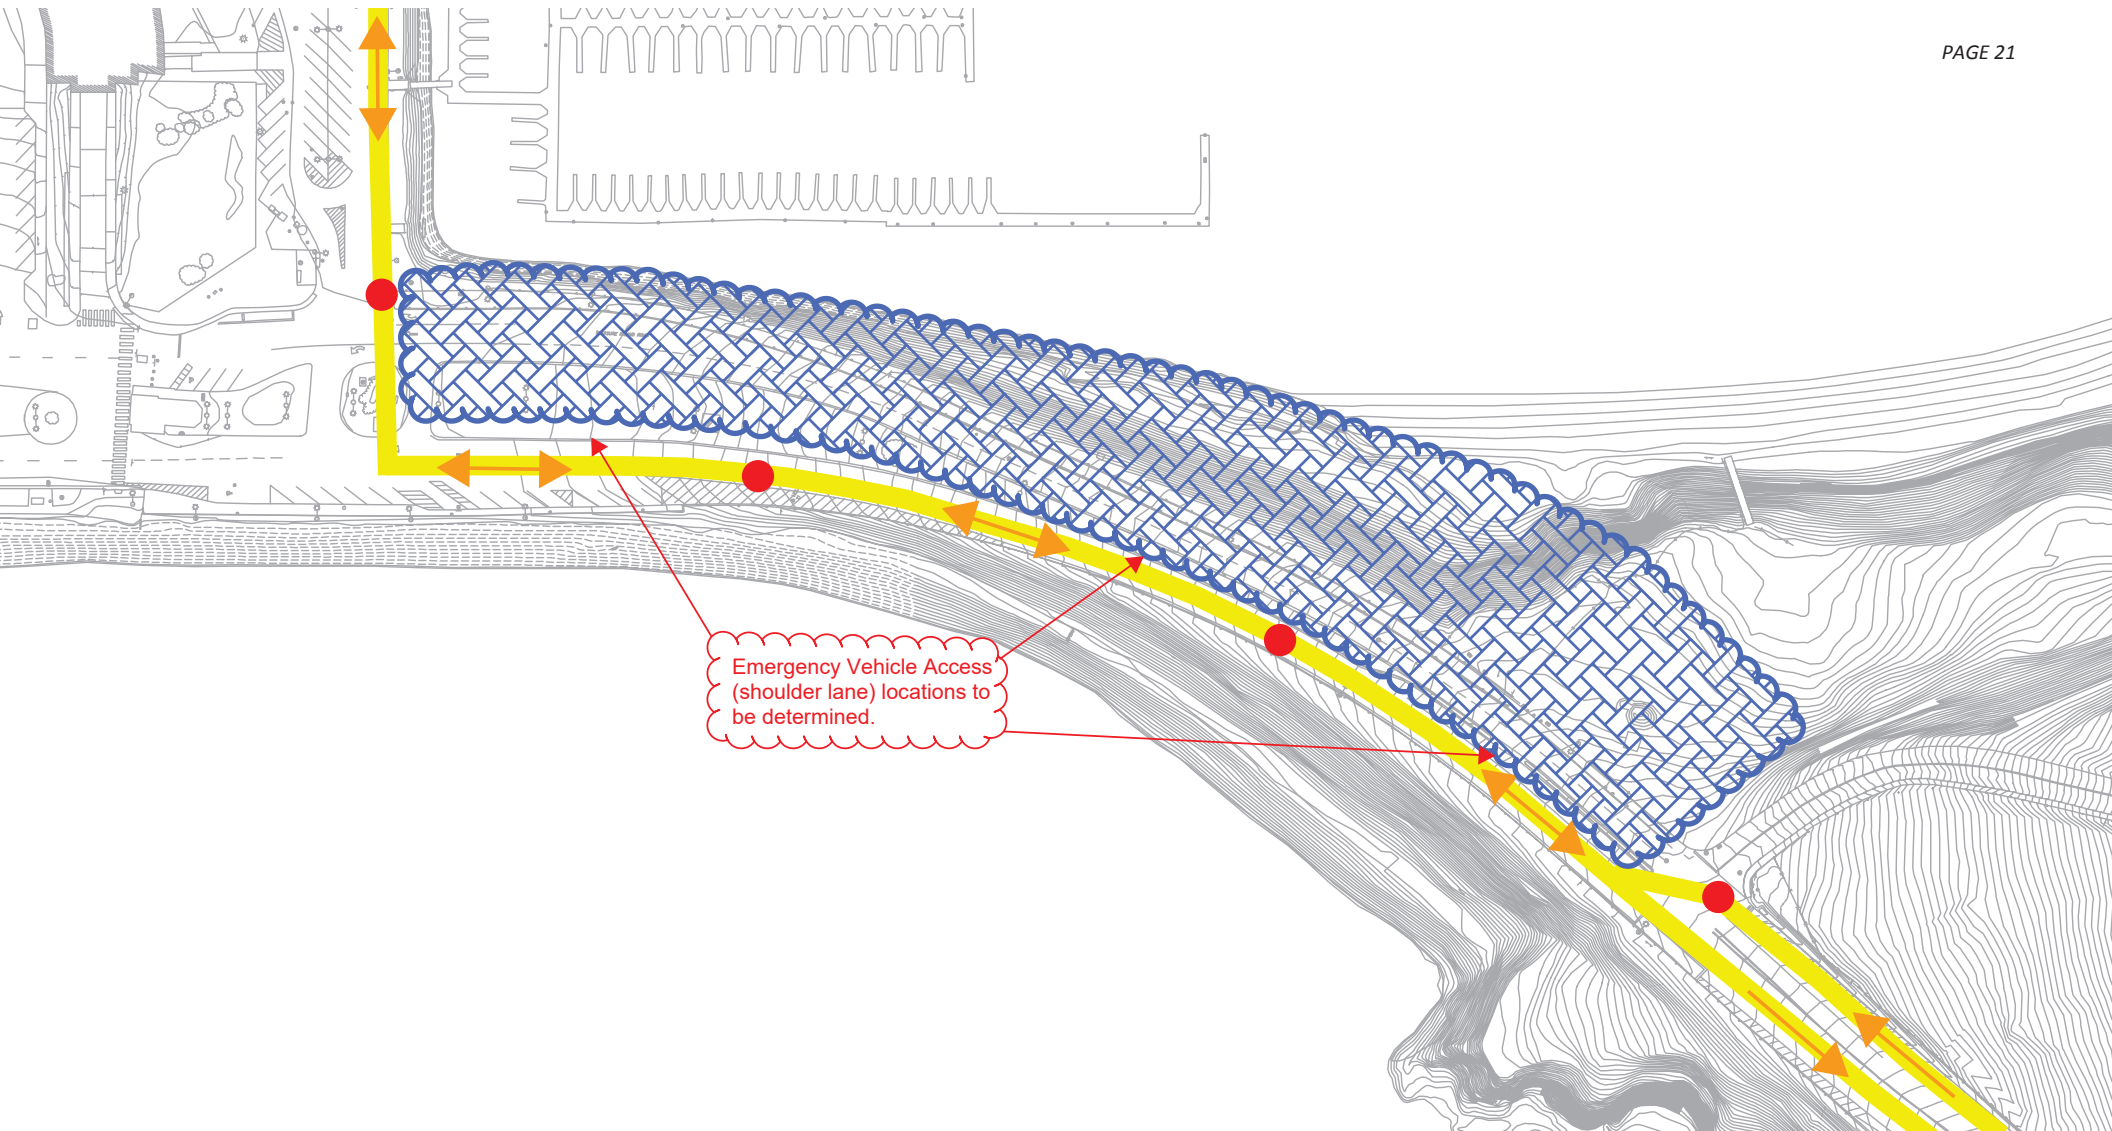 PAGE 21
Emergency Vehicle Access
(shoulder lane) locations to
be determined.